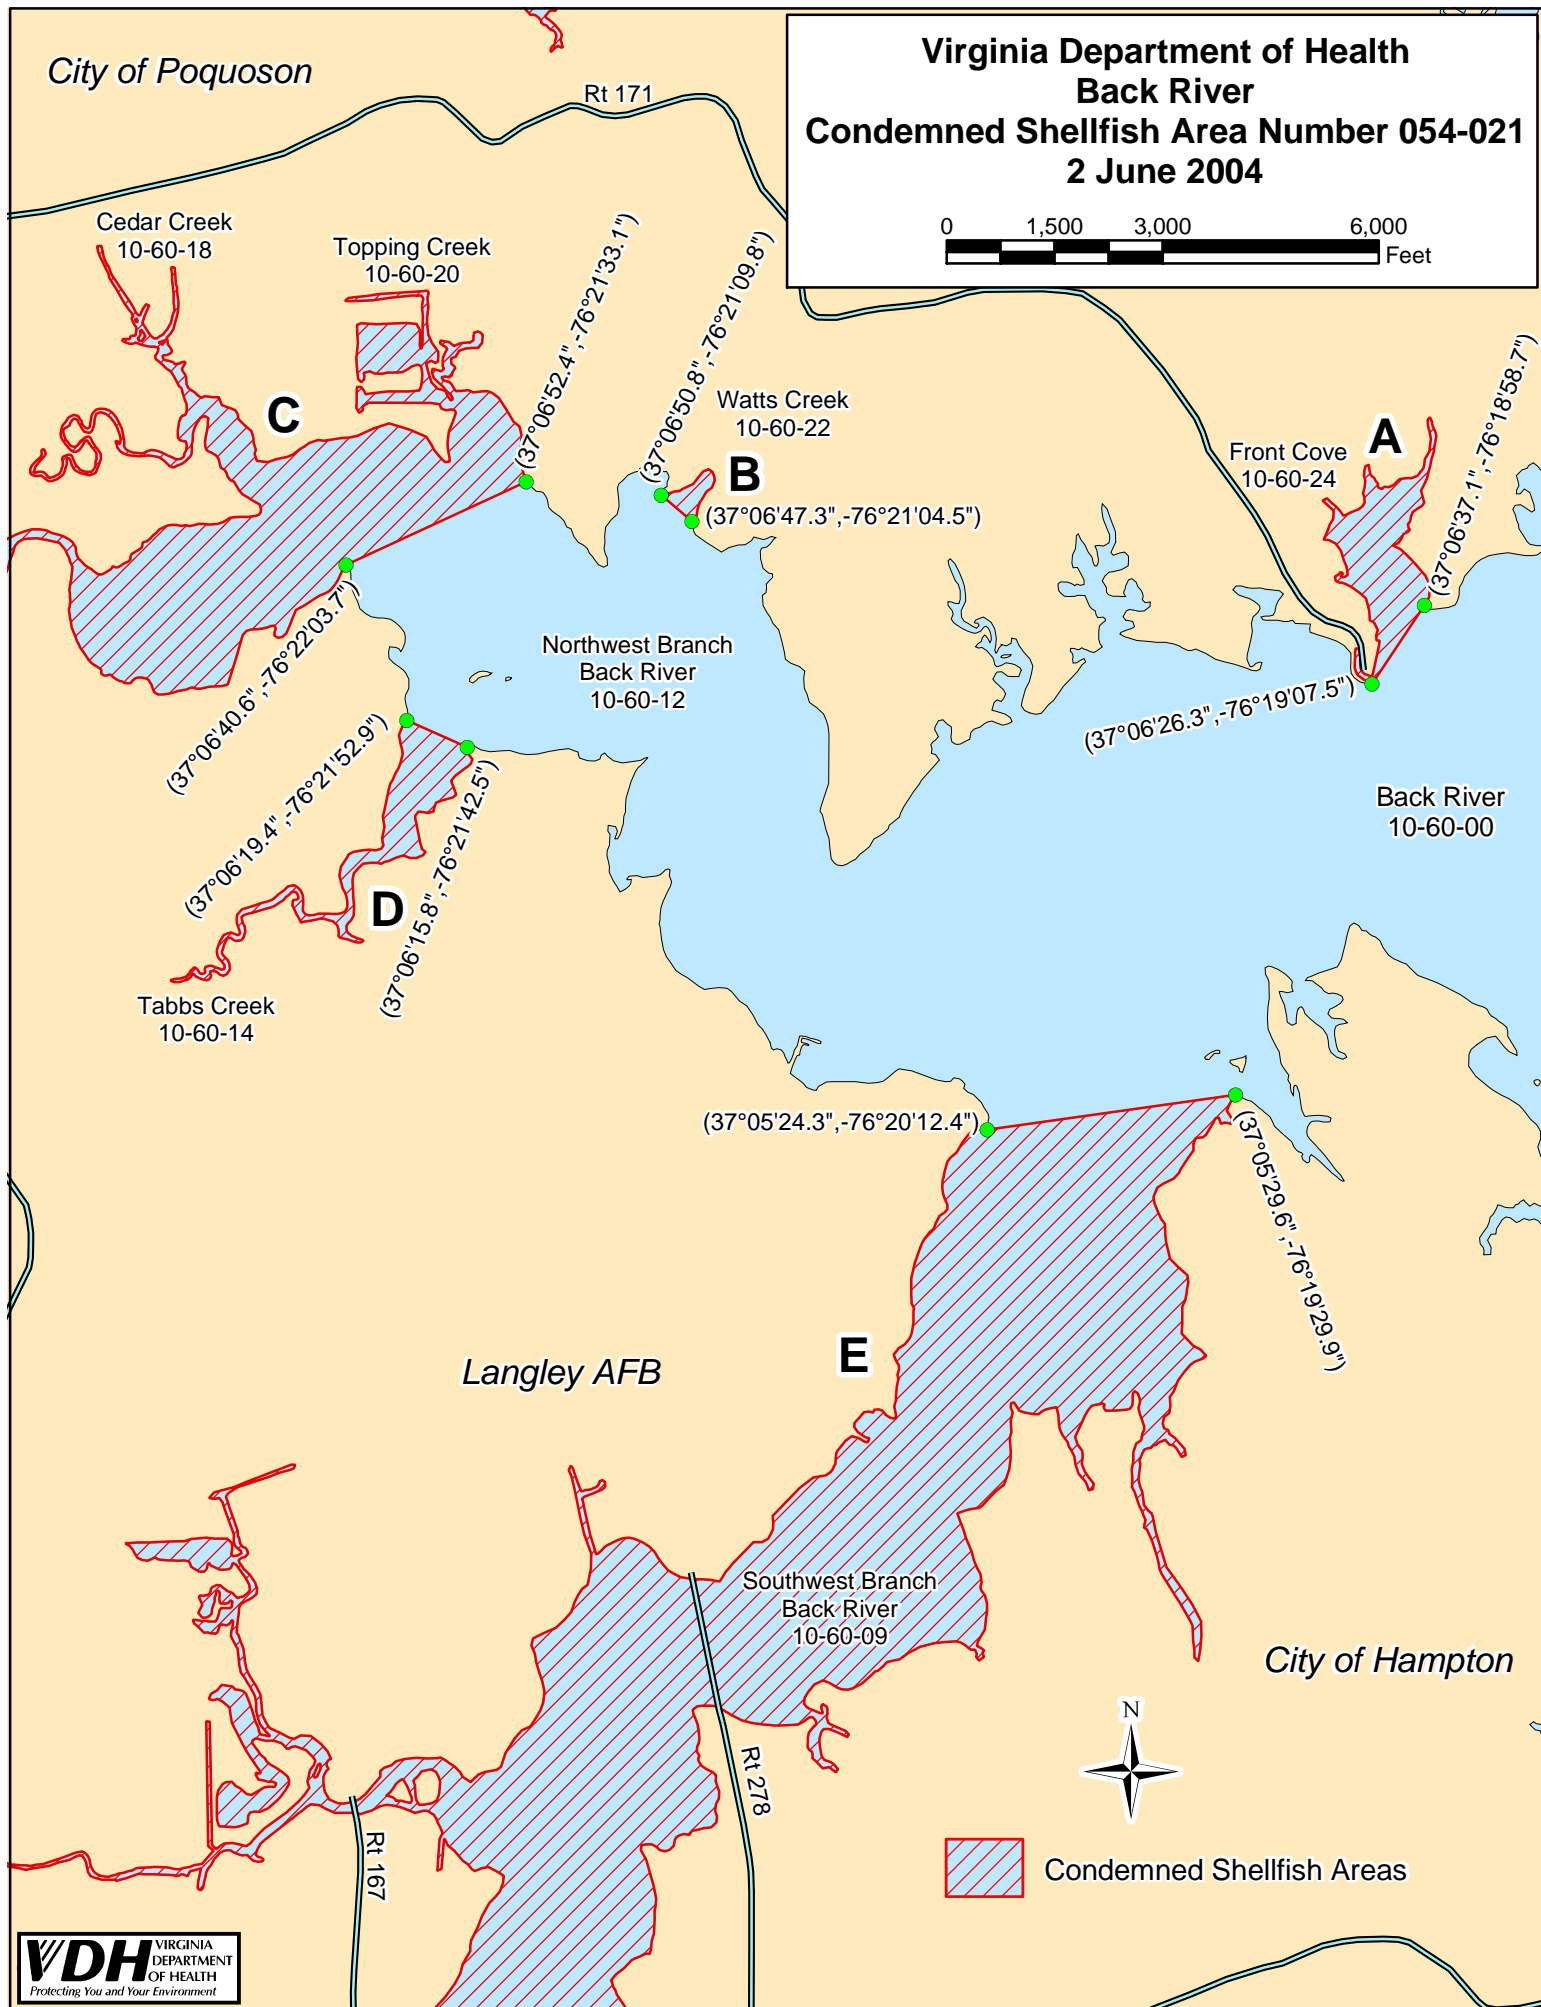 Virginia Department of Health
Back River
Condemned Shellfish Area Number 054-021
2 June 2004
0 1,500 3,000 6,000
Feet
City of Poquoson
Rt 171
Cedar Creek
10-60-18
Topping Creek
10-60-20
(37°06'52.4",-76°21'33.1")
(37°06'50.8",-76°21'09.8")
C
Watts Creek
10-60-22
B
(37°06'47.3",-76°21'04.5")
Front Cove
10-60-24
A
(37°06'37.1",-76°18'58.7")
(37°06'26.3",-76°19'07.5")
(37°06'40.6",-76°22'03.7")
Northwest Branch
Back River
10-60-12
(37°06'19.4",-76°21'52.9")
(37°06'15.8",-76°21'42.5")
D
Tabbs Creek
10-60-14
Back River
10-60-00
(37°05'24.3",-76°20'12.4")
(37°05'29.6",-76°19'29.9")
E
Langley AFB
Southwest Branch
Back River
10-60-09
City of Hampton
N
Rt 278
Rt 167
Condemned Shellfish Areas
VDH
VIRGINIA
DEPARTMENT
OF HEALTH
Protecting You and Your Environment